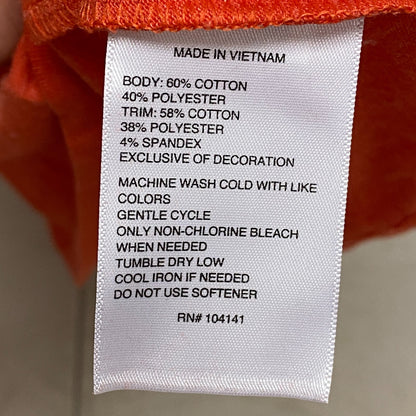 MADE IN VIETNAM
BODY: 60% COTTON
40% POLYESTER
TRIM: 58% COTTON
38% POLYESTER
4% SPANDEX
EXCLUSIVE OF DECORATION
MACHINE WASH COLD WITH LIKE
COLORS
GENTLE CYCLE
ONLY NON-CHLORINE BLEACH
WHEN NEEDED
TUMBLE DRY LOW
COOL IRON IF NEEDED
DO NOT USE SOFTENER
RN# 104141